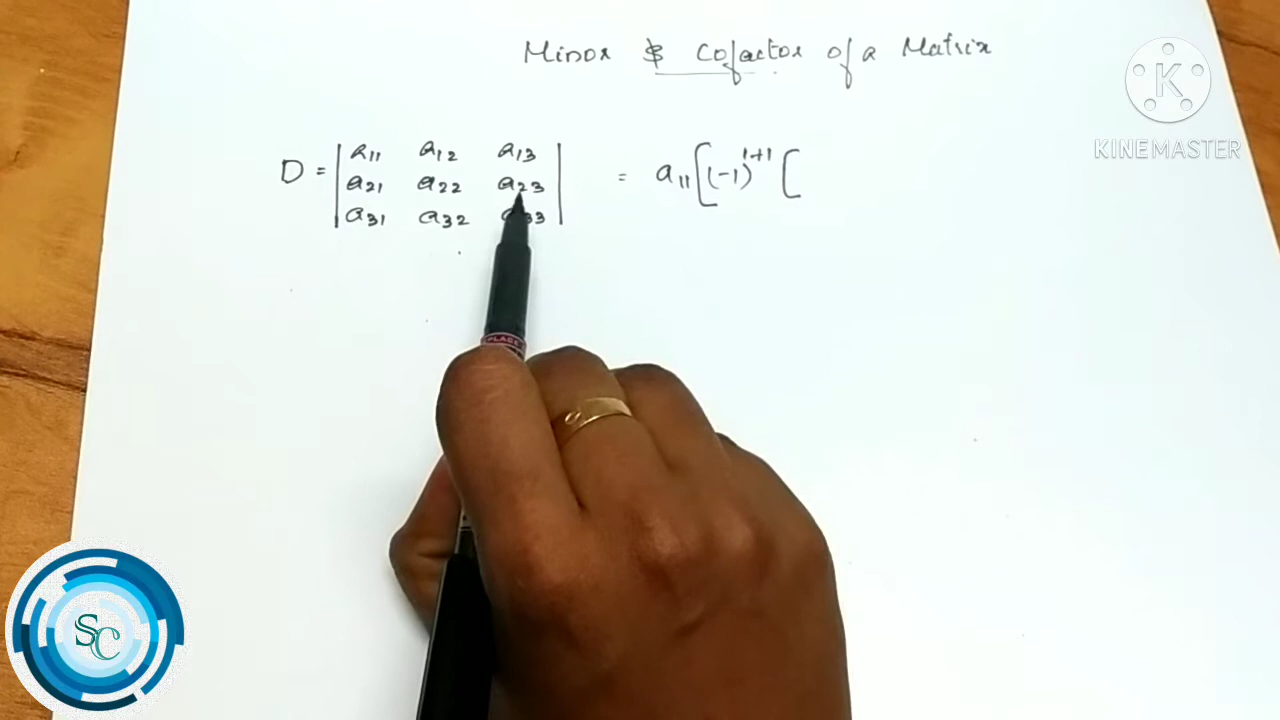 Minor & Cofactor of a Matrix
KINEMASTER
D = | a11 a12 a13 | = a11 [ (-1)^1+1 [
| a21 a22 a23 |
| a31 a32 a33 |
PLACE
SC